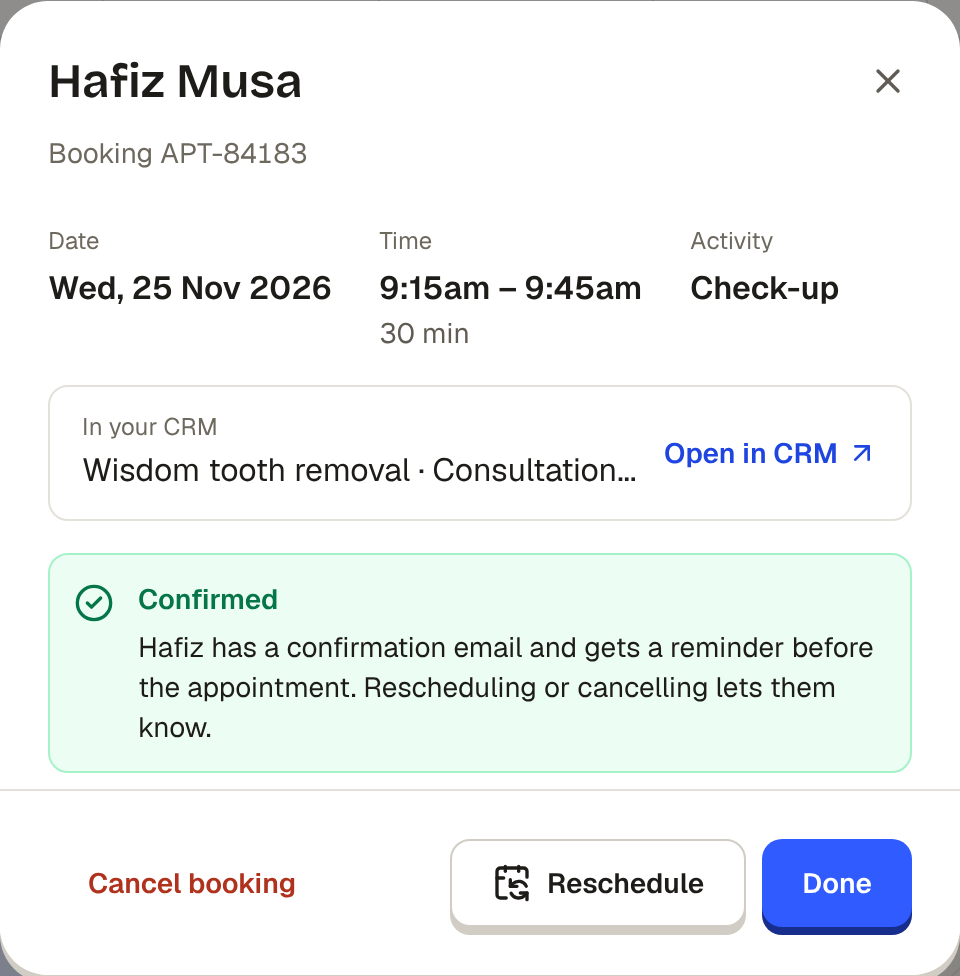 Hafiz Musa
Booking APT-84183
Date
Wed, 25 Nov 2026
Time
9:15am – 9:45am
30 min
Activity
Check-up
In your CRM
Wisdom tooth removal · Consultation...
Open in CRM
Confirmed
Hafiz has a confirmation email and gets a reminder before
the appointment. Rescheduling or cancelling lets them
know.
Cancel booking
Reschedule
Done